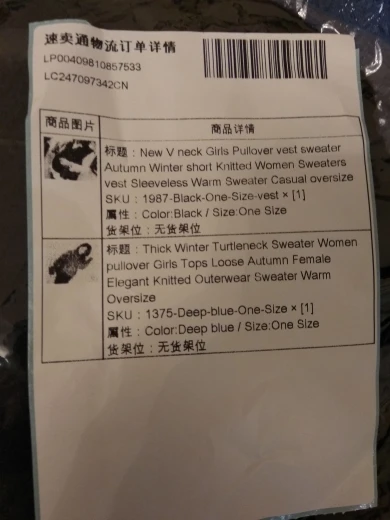 速卖通物流订单详情
LP00409810857533
LC247097342CN
商品图片
商品详情
标题：New V neck Girls Pullover vest sweater
Autumn Winter short Knitted Women Sweaters
vest Sleeveless Warm Sweater Casual oversize
SKU：1987-Black-One-Size-vest × [1]
属性：Color:Black / Size:One Size
货架位：无货架位
标题：Thick Winter Turtleneck Sweater Women
pullover Girls Tops Loose Autumn Female
Elegant Knitted Outerwear Sweater Warm
Oversize
SKU：1375-Deep-blue-One-Size × [1]
属性：Color:Deep blue / Size:One Size
货架位：无货架位